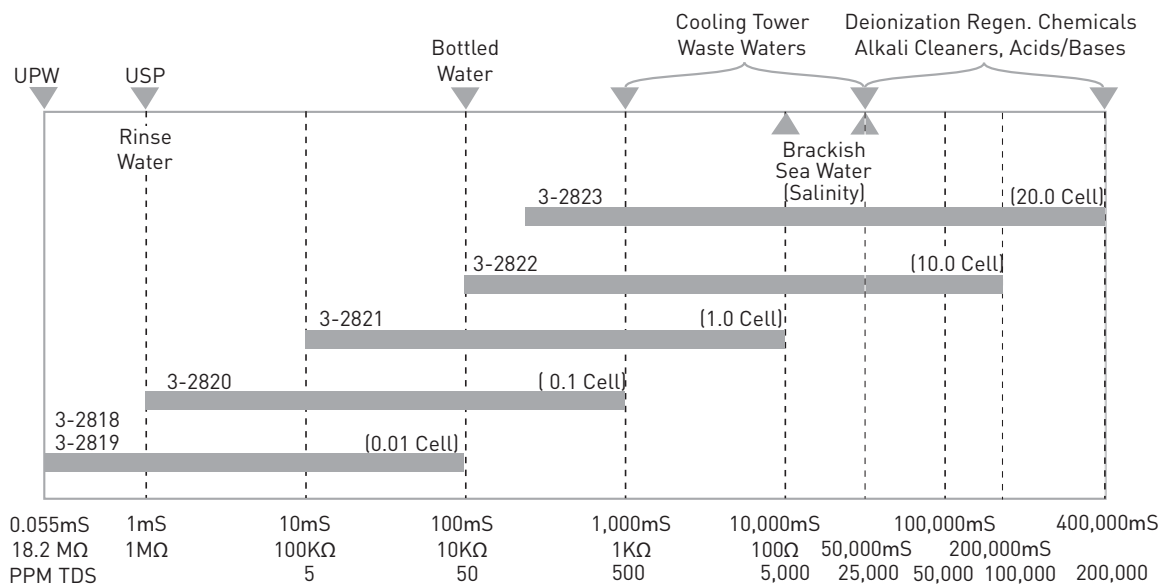 Cooling Tower
Waste Waters
Deionization Regen. Chemicals
Alkali Cleaners, Acids/Bases
Bottled
Water
UPW
USP
Rinse
Water
Brackish
Sea Water
(Salinity)
3-2823
(20.0 Cell)
3-2822
(10.0 Cell)
3-2821
(1.0 Cell)
3-2820
( 0.1 Cell)
3-2818
3-2819
(0.01 Cell)
0.055mS 1mS 10mS 100mS 1,000mS 10,000mS 100,000mS 400,000mS
18.2 MΩ 1MΩ 100KΩ 10KΩ 1KΩ 100Ω 50,000mS 200,000mS
PPM TDS 5 50 500 5,000 25,000 50,000 100,000 200,000